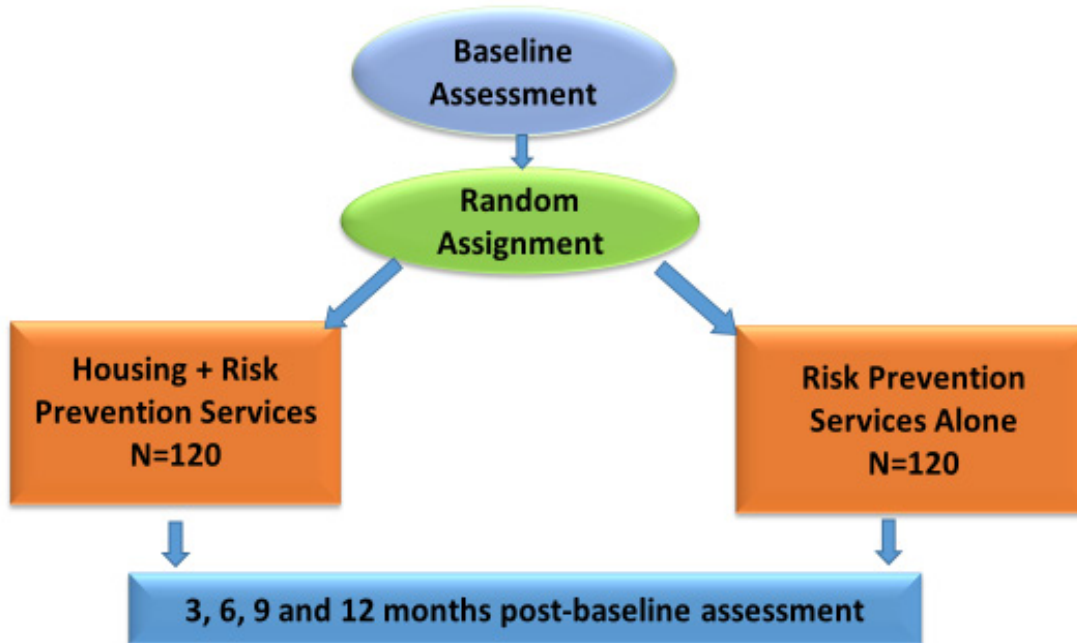 Baseline
Assessment
Random
Assignment
Housing + Risk
Prevention Services
N=120
Risk Prevention
Services Alone
N=120
3, 6, 9 and 12 months post-baseline assessment